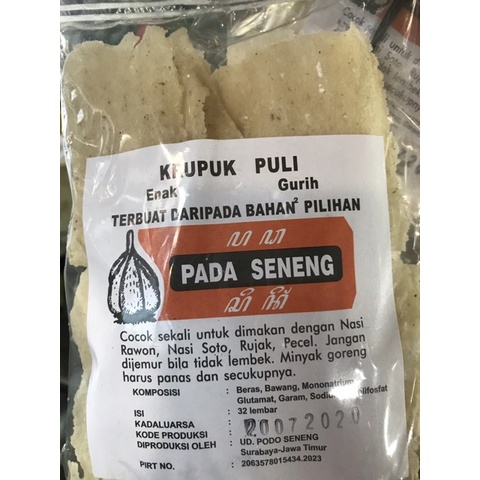 KRUPUK PULI
Enak Gurih
TERBUAT DARIPADA BAHAN² PILIHAN
ꦥꦢ
PADA SENENG
Cocok sekali untuk dimakan dengan Nasi
Rawon, Nasi Soto, Rujak, Pecel. Jangan
dijemur bila tidak lembek. Minyak goreng
harus panas dan secukupnya.
KOMPOSISI : Beras, Bawang, Mononatrium
Glutamat, Garam, Sodium
ISI : 32 lembar
KADALUARSA : 20072020
KODE PRODUKSI :
DIPRODUKSI OLEH : UD. PODO SENENG
Surabaya-Jawa Timur
PIRT NO. : 2063578015434.2023